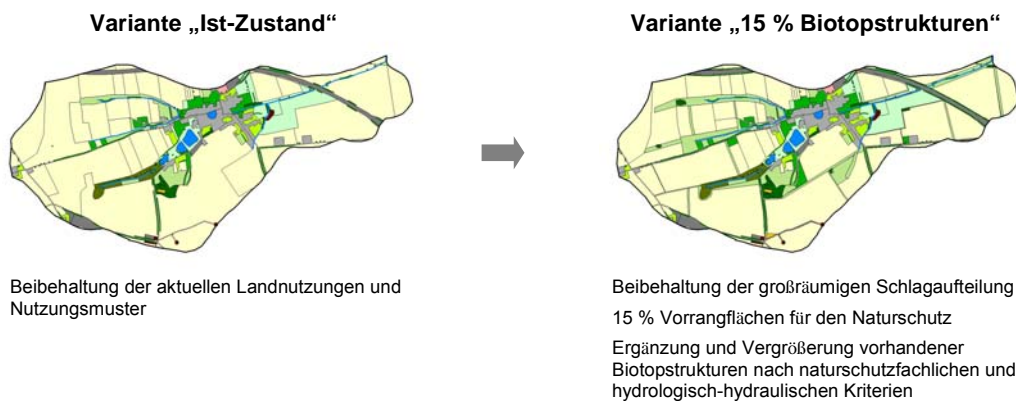 Variante „Ist-Zustand“
Variante „15 % Biotopstrukturen“
Beibehaltung der aktuellen Landnutzungen und
Nutzungsmuster
Beibehaltung der großräumigen Schlagaufteilung
15 % Vorrangflächen für den Naturschutz
Ergänzung und Vergrößerung vorhandener
Biotopstrukturen nach naturschutzfachlichen und
hydrologisch-hydraulischen Kriterien